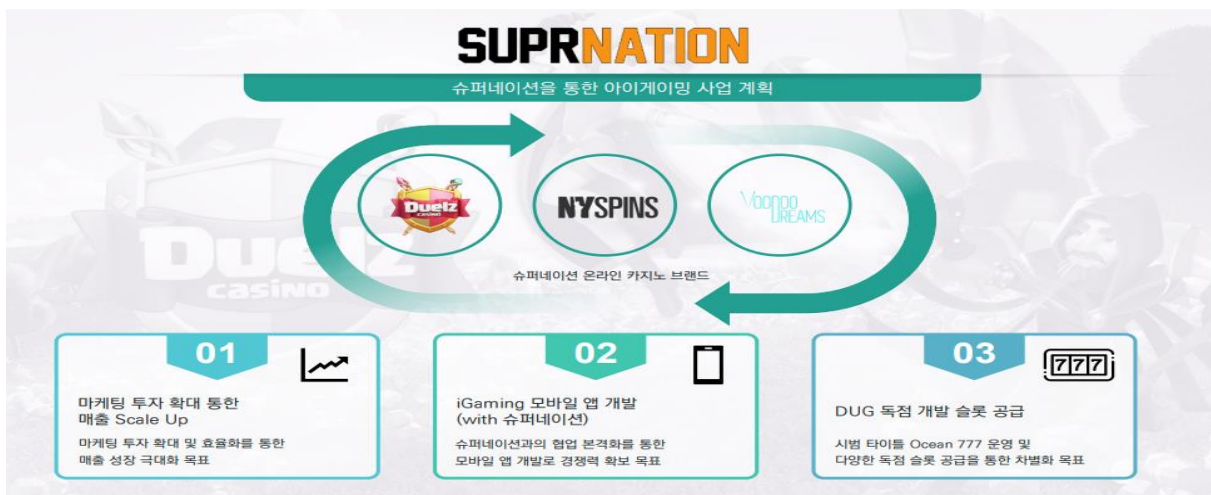 SUPRNATION
슈퍼네이션을 통한 아이게이밍 사업 계획
Duelz
CASINO
NYSPINS
VOODOO
DREAMS
Duelz
CASINO
슈퍼네이션 온라인 카지노 브랜드
01
마케팅 투자 확대 통한
매출 Scale Up
마케팅 투자 확대 및 효율화를 통한
매출 성장 극대화 목표
02
iGaming 모바일 앱 개발
(with 슈퍼네이션)
슈퍼네이션과의 협업 본격화를 통한
모바일 앱 개발로 경쟁력 확보 목표
03
777
DUG 독점 개발 슬롯 공급
시범 타이틀 Ocean 777 운영 및
다양한 독점 슬롯 공급을 통한 차별화 목표